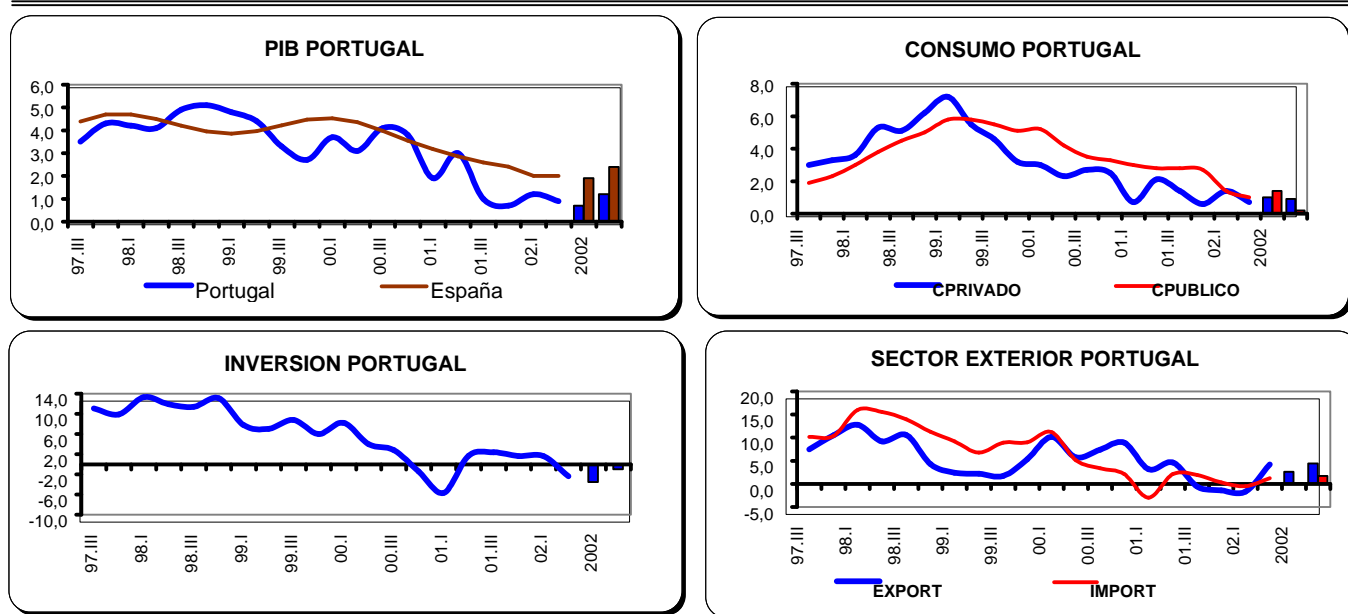 PIB PORTUGAL
6,0
5,0
4,0
3,0
2,0
1,0
0,0
97.III
98.I
98.III
99.I
99.III
00.I
00.III
01.I
01.III
02.I
2002
Portugal España
CONSUMO PORTUGAL
8,0
6,0
4,0
2,0
0,0
97.III
98.I
98.III
99.I
99.III
00.I
00.III
01.I
01.III
02.I
2002
CPRIVADO CPUBLICO
INVERSION PORTUGAL
14,0
10,0
6,0
2,0
-2,0
-6,0
-10,0
97.III
98.I
98.III
99.I
99.III
00.I
00.III
01.I
01.III
02.I
2002
SECTOR EXTERIOR PORTUGAL
20,0
15,0
10,0
5,0
0,0
-5,0
97.III
98.I
98.III
99.I
99.III
00.I
00.III
01.I
01.III
02.I
2002
EXPORT IMPORT